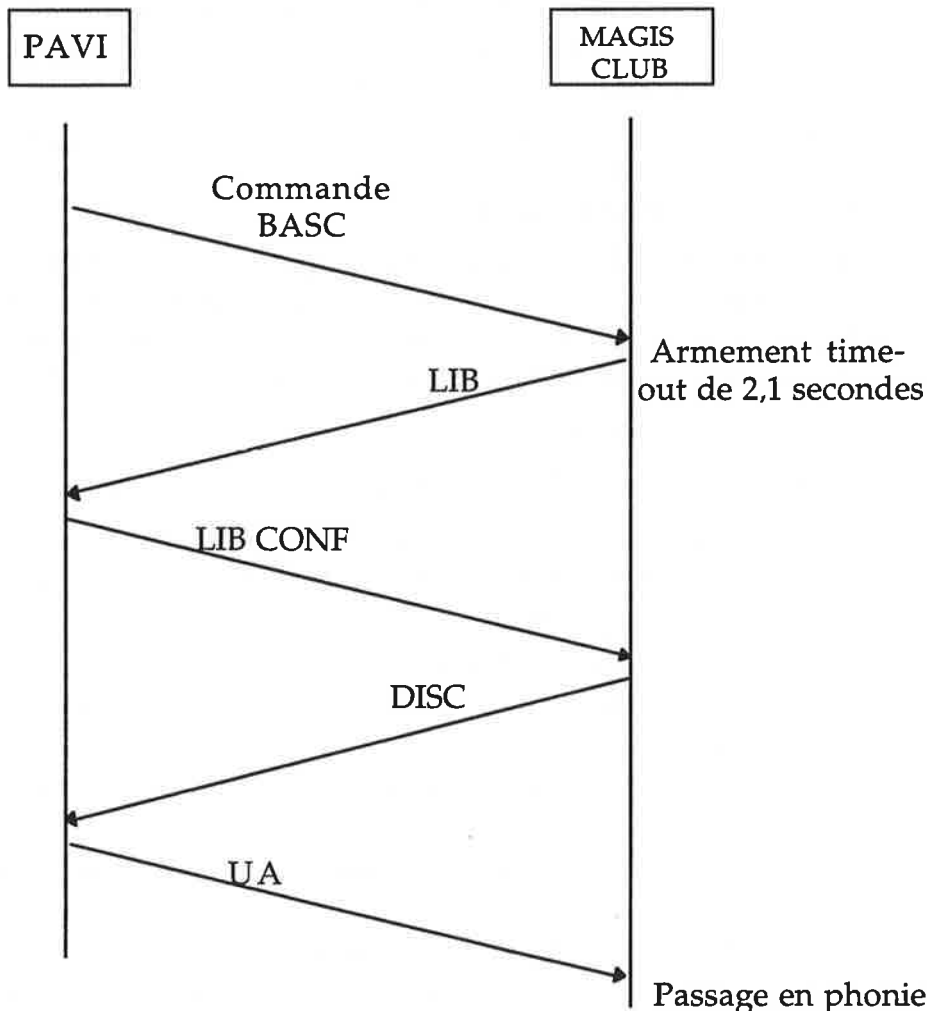 PAVI
MAGIS
CLUB
Commande
BASC
Armement time-
out de 2,1 secondes
LIB
LIB CONF
DISC
UA
Passage en phonie